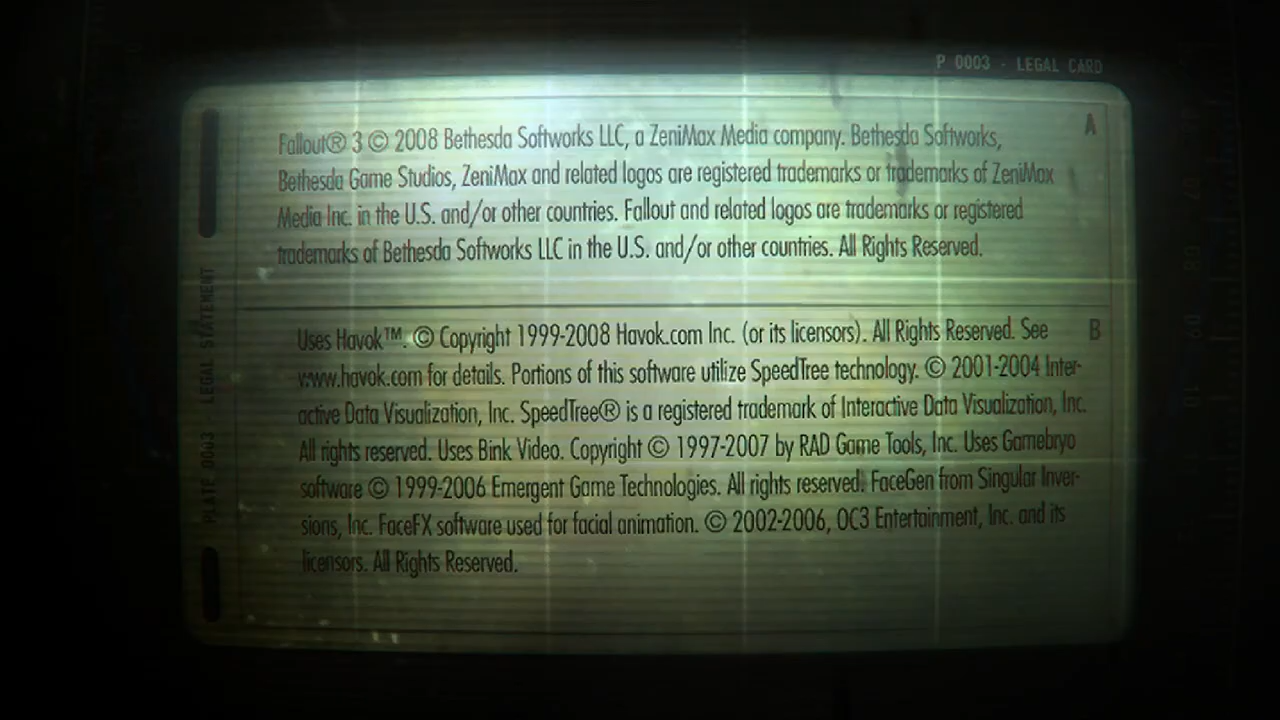 P 0003 - LEGAL CARD
A
Fallout® 3 © 2008 Bethesda Softworks LLC, a ZeniMax Media company. Bethesda Softworks,
Bethesda Game Studios, ZeniMax and related logos are registered trademarks or trademarks of ZeniMax
Media Inc. in the U.S. and/or other countries. Fallout and related logos are trademarks or registered
trademarks of Bethesda Softworks LLC in the U.S. and/or other countries. All Rights Reserved.
B
Uses Havok™. © Copyright 1999-2008 Havok.com Inc. (or its licensors). All Rights Reserved. See
www.havok.com for details. Portions of this software utilize SpeedTree technology. © 2001-2004 Inter-
active Data Visualization, Inc. SpeedTree® is a registered trademark of Interactive Data Visualization, Inc.
All rights reserved. Uses Bink Video. Copyright © 1997-2007 by RAD Game Tools, Inc. Uses Gamebryo
software © 1999-2006 Emergent Game Technologies. All rights reserved. FaceGen from Singular Inver-
sions, Inc. FaceFX software used for facial animation. © 2002-2006, OC3 Entertainment, Inc. and its
licensors. All Rights Reserved.
PLATE 0003 - LEGAL STATEMENT